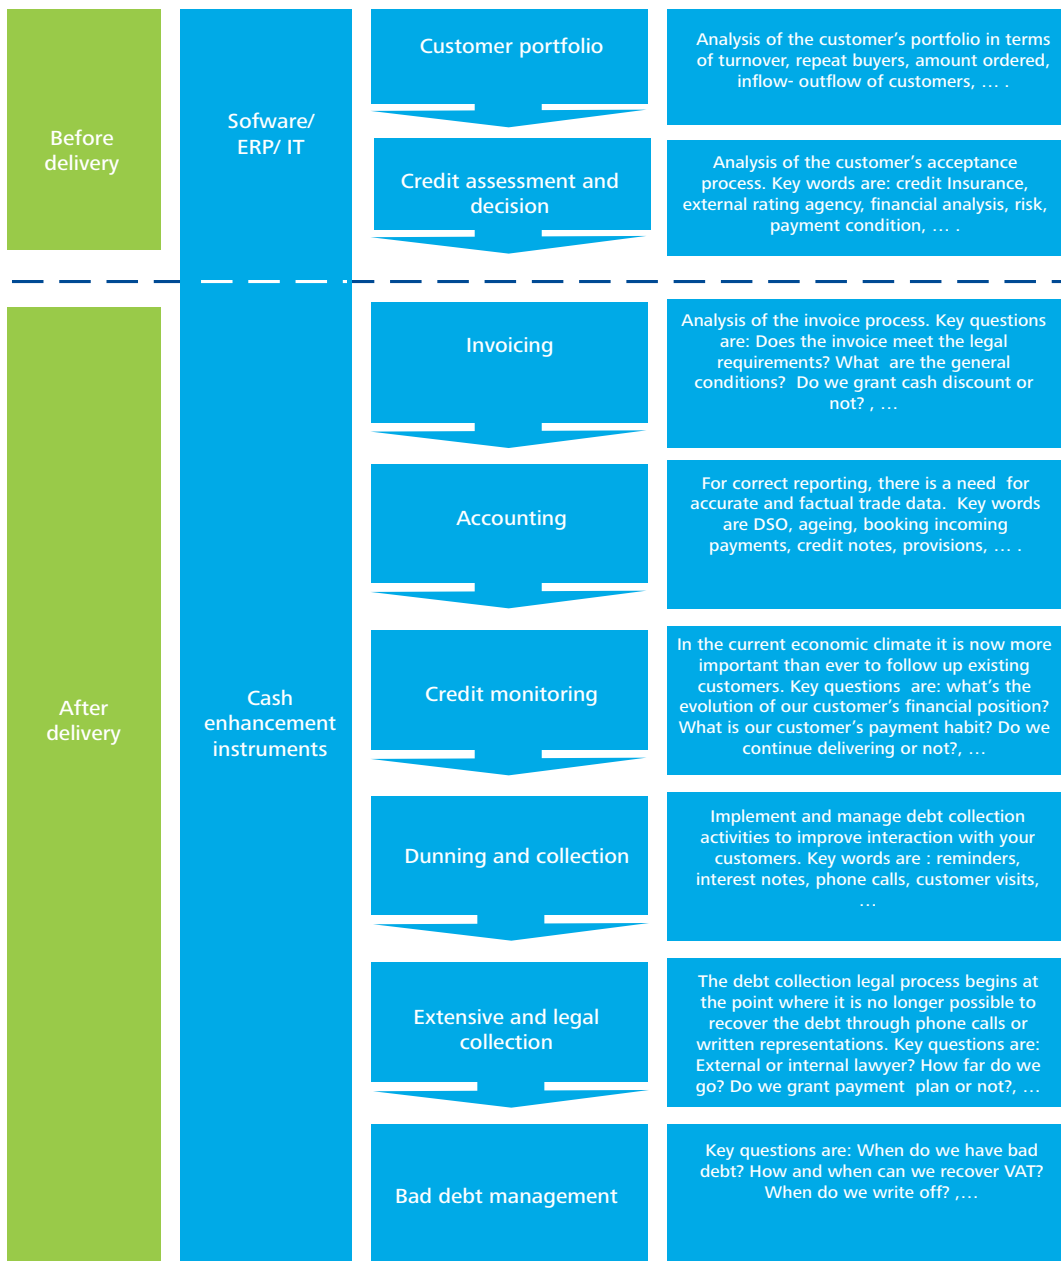 Before
delivery
Sofware/
ERP/ IT
Customer portfolio
Analysis of the customer’s portfolio in terms
of turnover, repeat buyers, amount ordered,
inflow- outflow of customers, … .
Credit assessment and
decision
Analysis of the customer’s acceptance
process. Key words are: credit Insurance,
external rating agency, financial analysis, risk,
payment condition, … .
After
delivery
Cash
enhancement
instruments
Invoicing
Analysis of the invoice process. Key questions
are: Does the invoice meet the legal
requirements? What are the general
conditions? Do we grant cash discount or
not? , …
Accounting
For correct reporting, there is a need for
accurate and factual trade data. Key words
are DSO, ageing, booking incoming
payments, credit notes, provisions, … .
Credit monitoring
In the current economic climate it is now more
important than ever to follow up existing
customers. Key questions are: what’s the
evolution of our customer’s financial position?
What is our customer’s payment habit? Do we
continue delivering or not?, …
Dunning and collection
Implement and manage debt collection
activities to improve interaction with your
customers. Key words are : reminders,
interest notes, phone calls, customer visits,
…
Extensive and legal
collection
The debt collection legal process begins at
the point where it is no longer possible to
recover the debt through phone calls or
written representations. Key questions are:
External or internal lawyer? How far do we
go? Do we grant payment plan or not?, …
Bad debt management
Key questions are: When do we have bad
debt? How and when can we recover VAT?
When do we write off? ,…